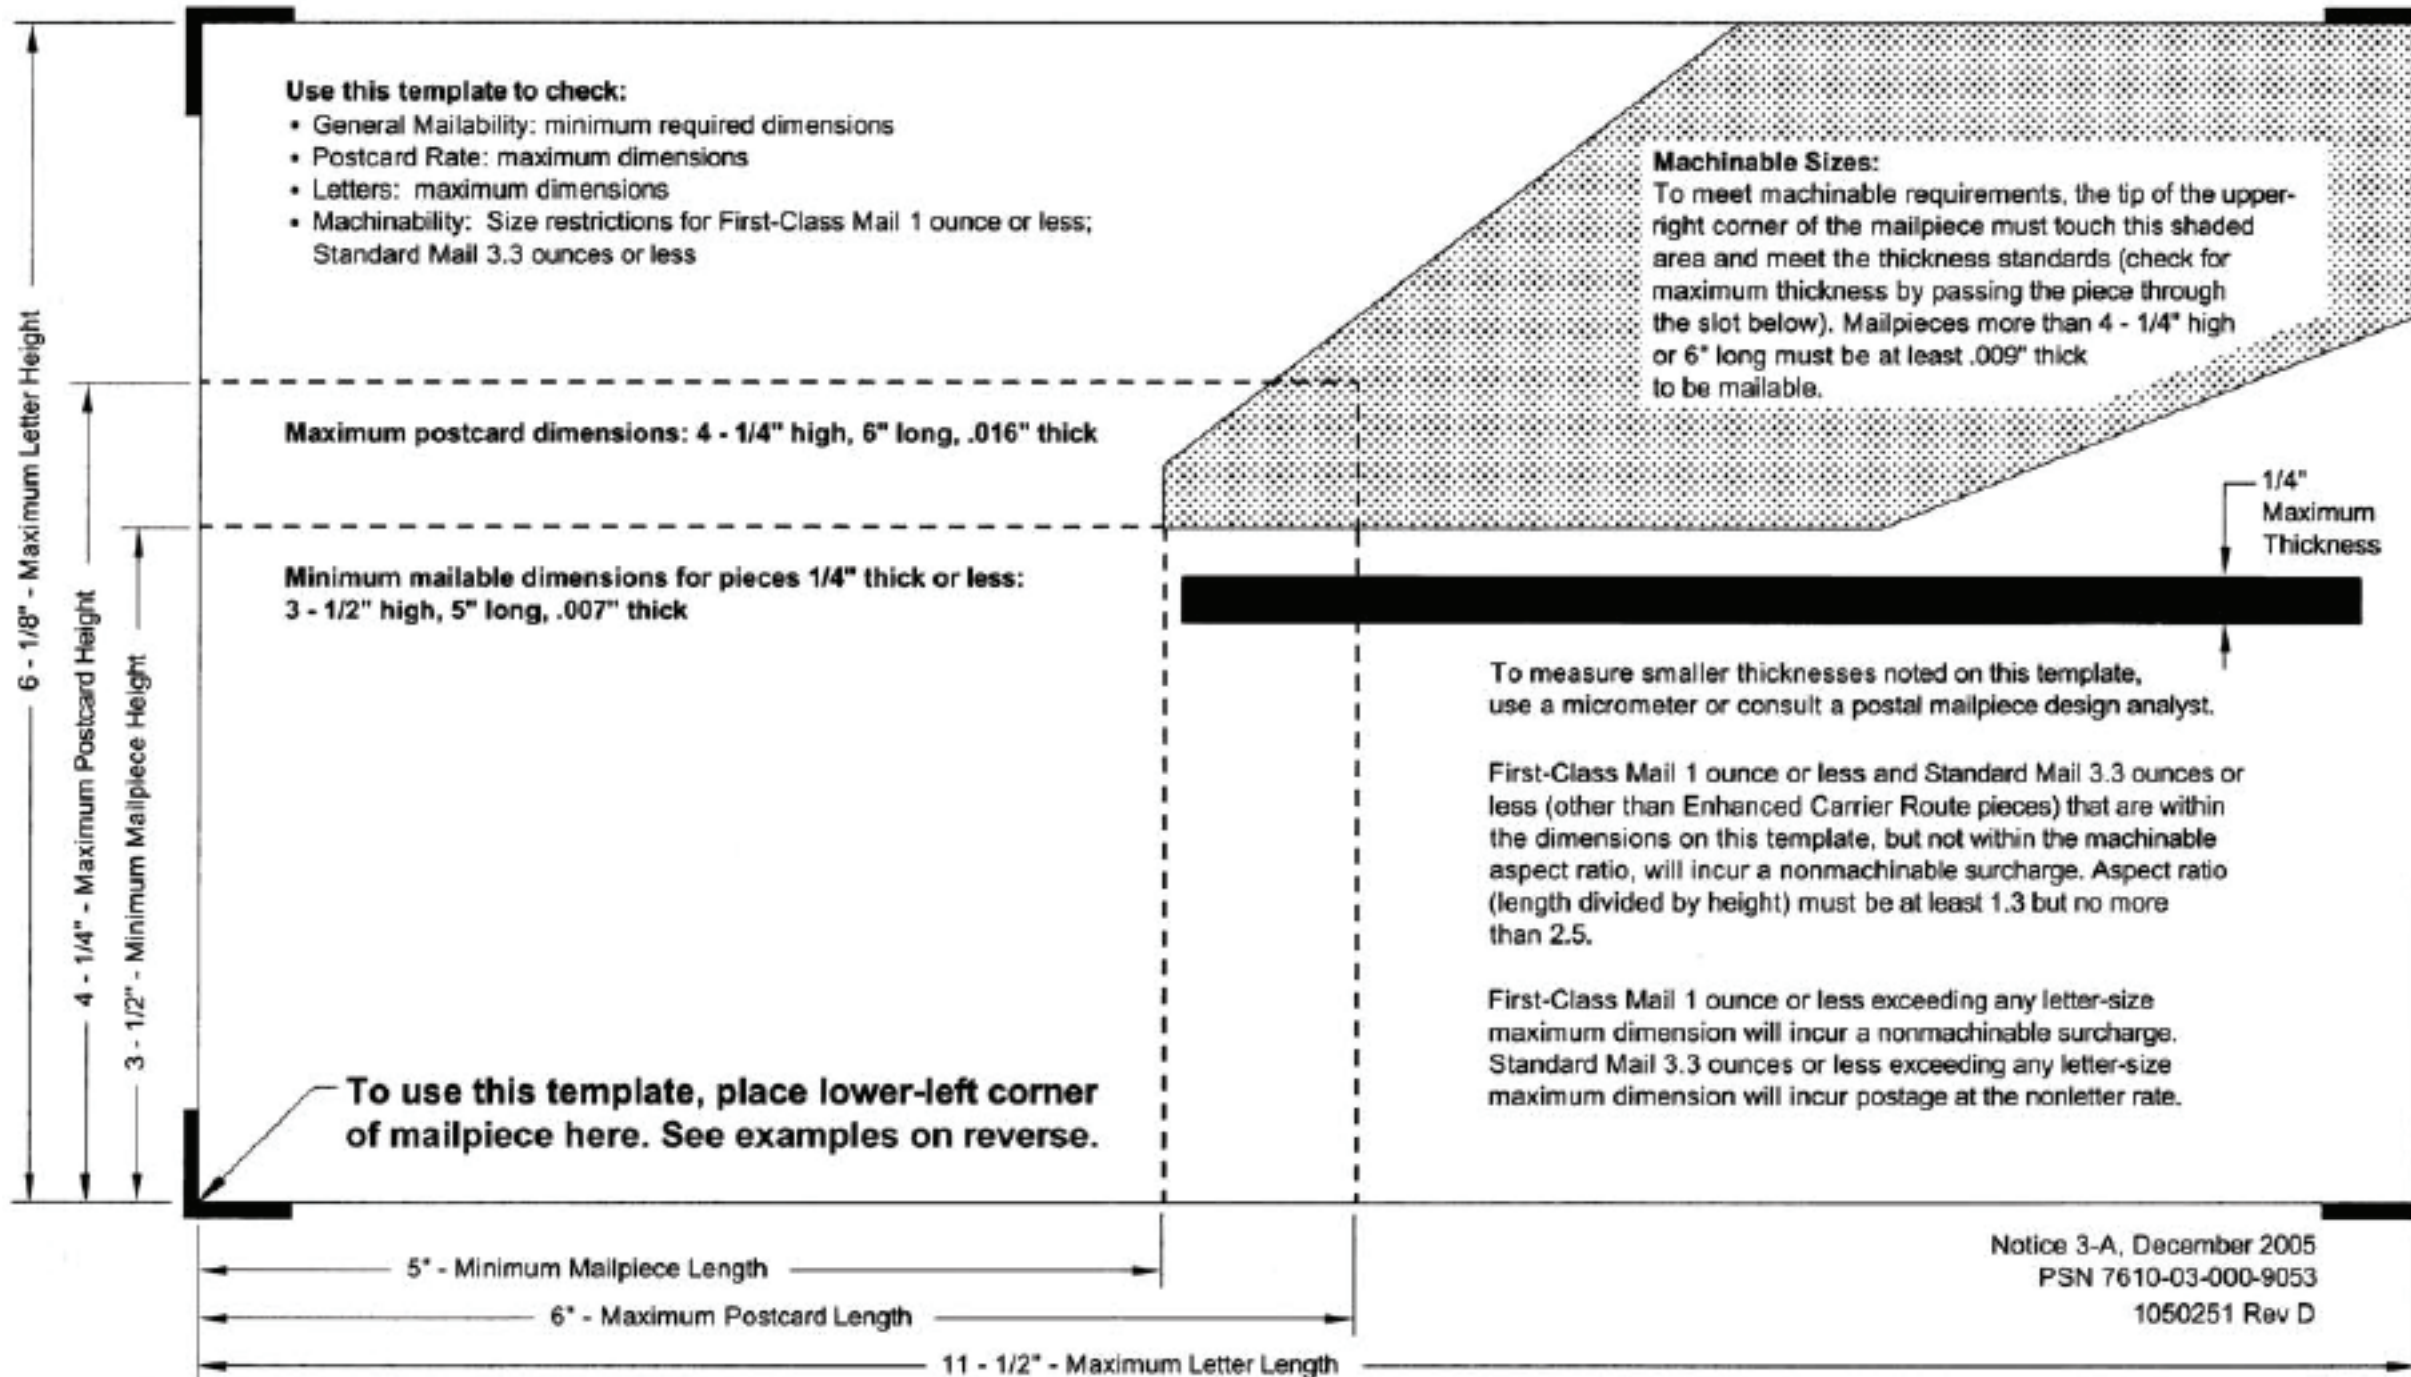 Use this template to check:
• General Mailability: minimum required dimensions
• Postcard Rate: maximum dimensions
• Letters: maximum dimensions
• Machinability: Size restrictions for First-Class Mail 1 ounce or less;
Standard Mail 3.3 ounces or less
Machinable Sizes:
To meet machinable requirements, the tip of the upper-
right corner of the mailpiece must touch this shaded
area and meet the thickness standards (check for
maximum thickness by passing the piece through
the slot below). Mailpieces more than 4 - 1/4" high
or 6" long must be at least .009" thick
to be mailable.
6 - 1/8" - Maximum Letter Height
4 - 1/4" - Maximum Postcard Height
3 - 1/2" - Minimum Mailpiece Height
Maximum postcard dimensions: 4 - 1/4" high, 6" long, .016" thick
1/4"
Maximum
Thickness
Minimum mailable dimensions for pieces 1/4" thick or less:
3 - 1/2" high, 5" long, .007" thick
To measure smaller thicknesses noted on this template,
use a micrometer or consult a postal mailpiece design analyst.
First-Class Mail 1 ounce or less and Standard Mail 3.3 ounces or
less (other than Enhanced Carrier Route pieces) that are within
the dimensions on this template, but not within the machinable
aspect ratio, will incur a nonmachinable surcharge. Aspect ratio
(length divided by height) must be at least 1.3 but no more
than 2.5.
First-Class Mail 1 ounce or less exceeding any letter-size
maximum dimension will incur a nonmachinable surcharge.
Standard Mail 3.3 ounces or less exceeding any letter-size
maximum dimension will incur postage at the nonletter rate.
To use this template, place lower-left corner
of mailpiece here. See examples on reverse.
5" - Minimum Mailpiece Length
6" - Maximum Postcard Length
11 - 1/2" - Maximum Letter Length
Notice 3-A, December 2005
PSN 7610-03-000-9053
1050251 Rev D